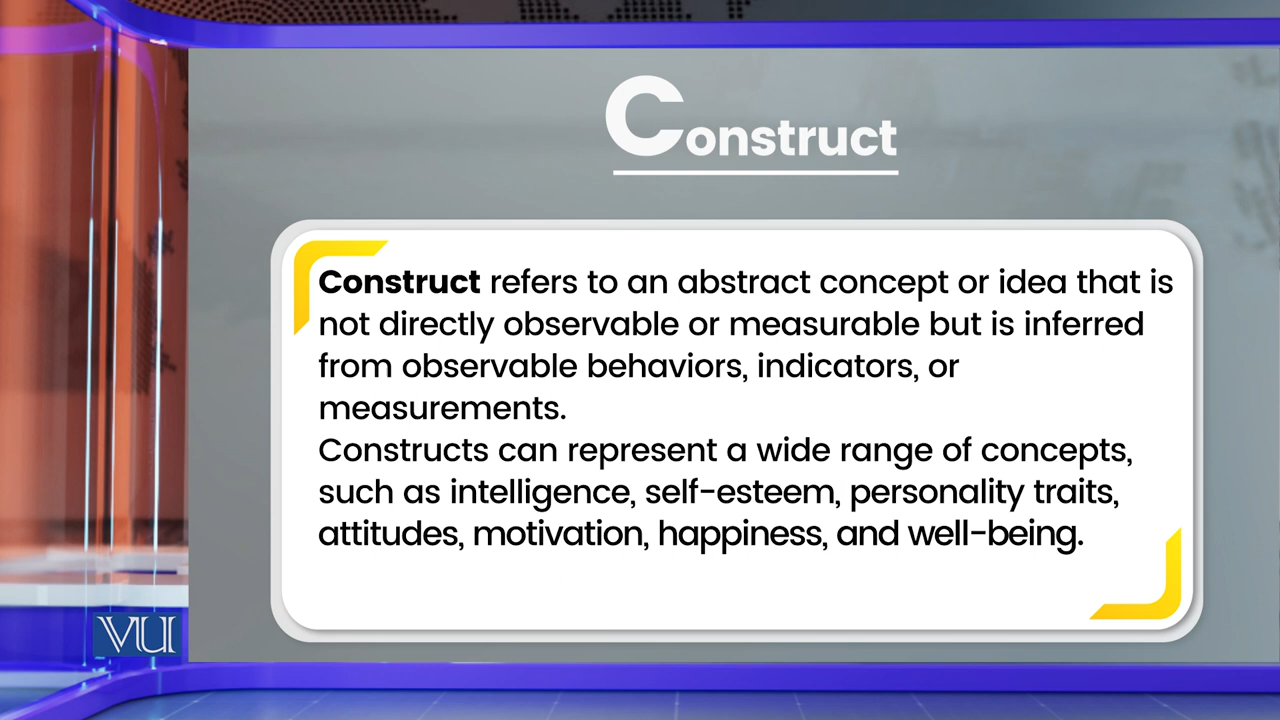 Construct
Construct refers to an abstract concept or idea that is
not directly observable or measurable but is inferred
from observable behaviors, indicators, or
measurements.
Constructs can represent a wide range of concepts,
such as intelligence, self-esteem, personality traits,
attitudes, motivation, happiness, and well-being.
VU